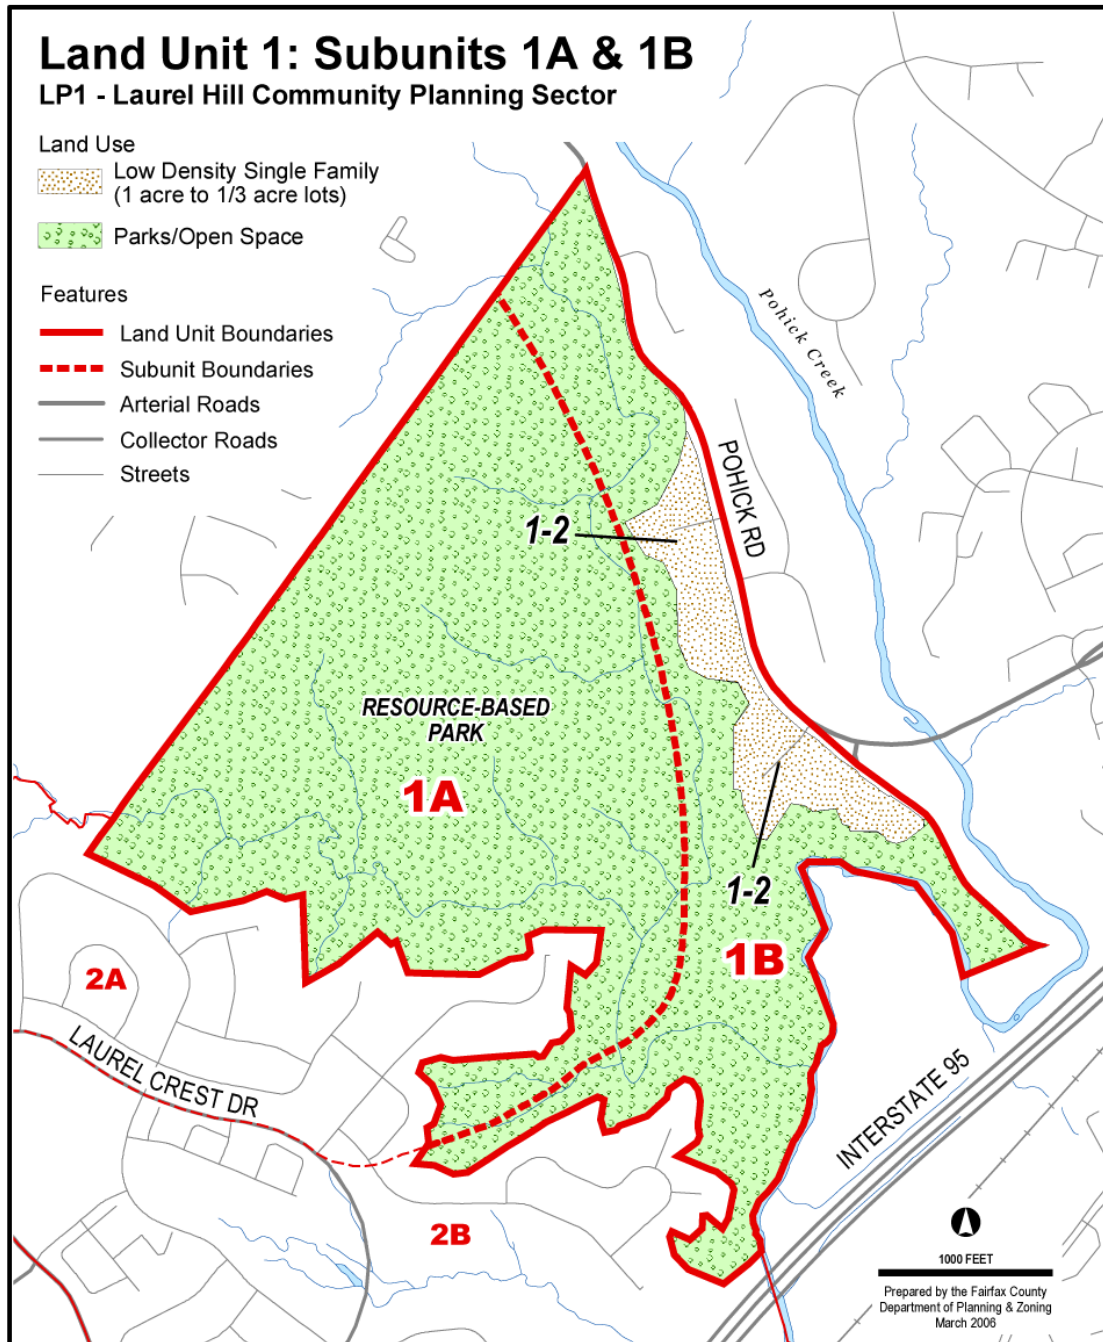 Land Unit 1: Subunits 1A & 1B
LP1 - Laurel Hill Community Planning Sector
Land Use
Low Density Single Family
(1 acre to 1/3 acre lots)
Parks/Open Space
Features
Land Unit Boundaries
Subunit Boundaries
Arterial Roads
Collector Roads
Streets
Pohick Creek
POHICK RD
1-2
RESOURCE-BASED
PARK
1A
1-2
1B
2A
LAUREL CREST DR
INTERSTATE 95
2B
1000 FEET
Prepared by the Fairfax County
Department of Planning & Zoning
March 2006